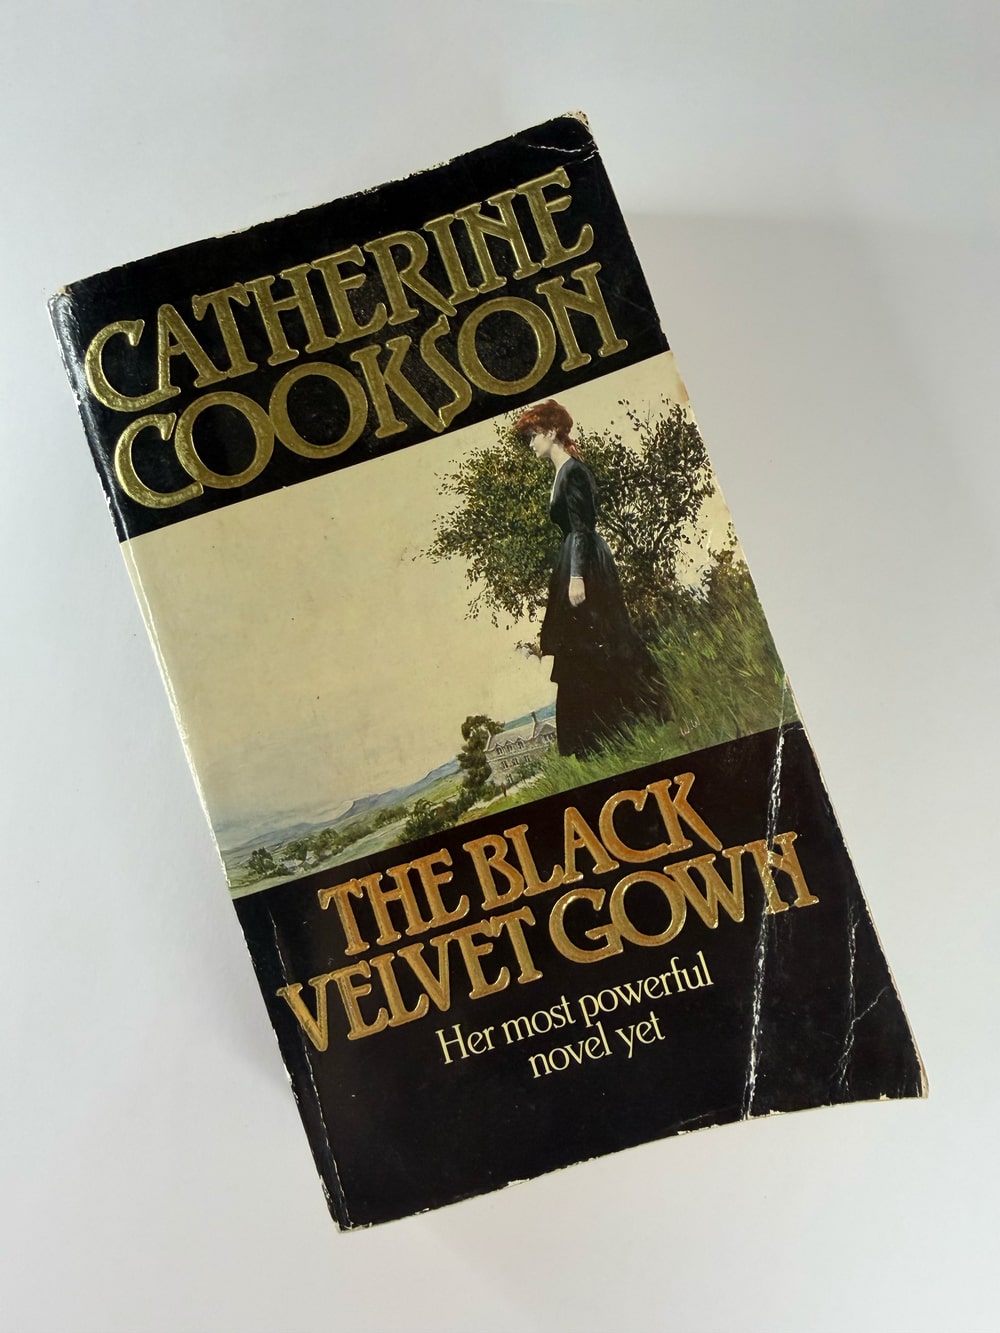 CATHERINE
COOKSON
THE BLACK
VELVET GOWN
Her most powerful
novel yet